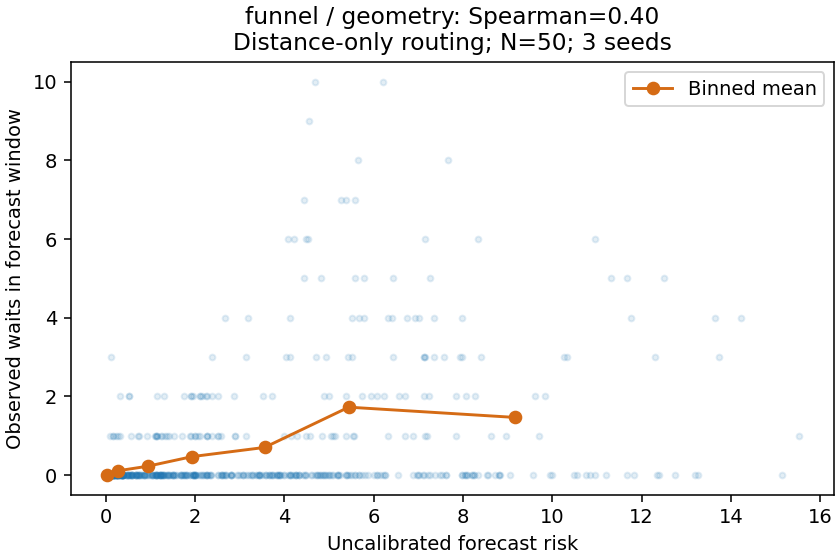 funnel / geometry: Spearman=0.40
Distance-only routing; N=50; 3 seeds
Binned mean
Observed waits in forecast window
10
8
6
4
2
0
0 2 4 6 8 10 12 14 16
Uncalibrated forecast risk